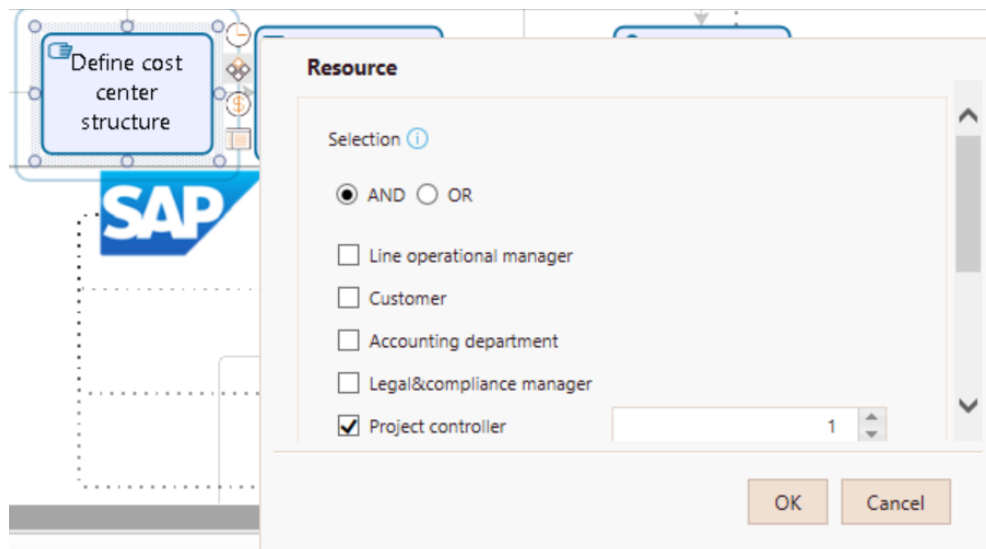 Define cost
center
structure
SAP
Resource
Selection
AND OR
Line operational manager
Customer
Accounting department
Legal&compliance manager
Project controller 1
OK Cancel